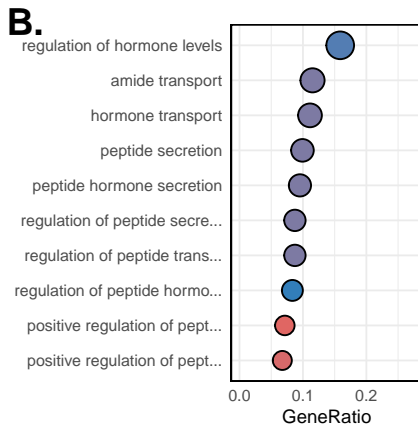 B.
regulation of hormone levels
amide transport
hormone transport
peptide secretion
peptide hormone secretion
regulation of peptide secre...
regulation of peptide trans...
regulation of peptide hormo...
positive regulation of pept...
positive regulation of pept...
0.0 0.1 0.2
GeneRatio